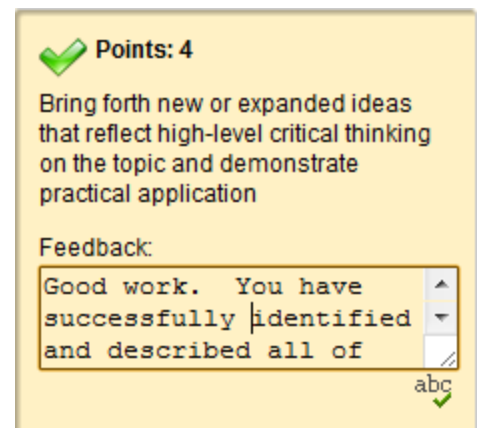 Points: 4
Bring forth new or expanded ideas
that reflect high-level critical thinking
on the topic and demonstrate
practical application
Feedback:
Good work.  You have
successfully identified
and described all of
abc